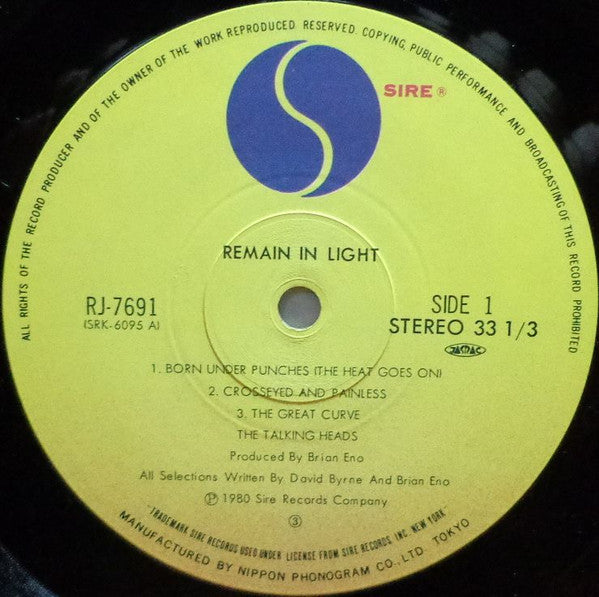 ALL RIGHTS OF THE RECORD PRODUCER AND OF THE OWNER OF THE WORK REPRODUCED RESERVED COPYING, PUBLIC PERFORMANCE AND BROADCASTING OF THIS RECORD PROHIBITED
SIRE ®
REMAIN IN LIGHT
RJ-7691
(SRK-6095 A)
SIDE 1
STEREO 33 1/3
JASRAC
1. BORN UNDER PUNCHES (THE HEAT GOES ON)
2. CROSSEYED AND PAINLESS
3. THE GREAT CURVE
THE TALKING HEADS
Produced By Brian Eno
All Selections Written By David Byrne And Brian Eno
℗ 1980 Sire Records Company
③
"TRADEMARK SIRE RECORDS USED UNDER LICENSE FROM SIRE RECORDS INC. NEW YORK"
MANUFACTURED BY NIPPON PHONOGRAM CO., LTD TOKYO